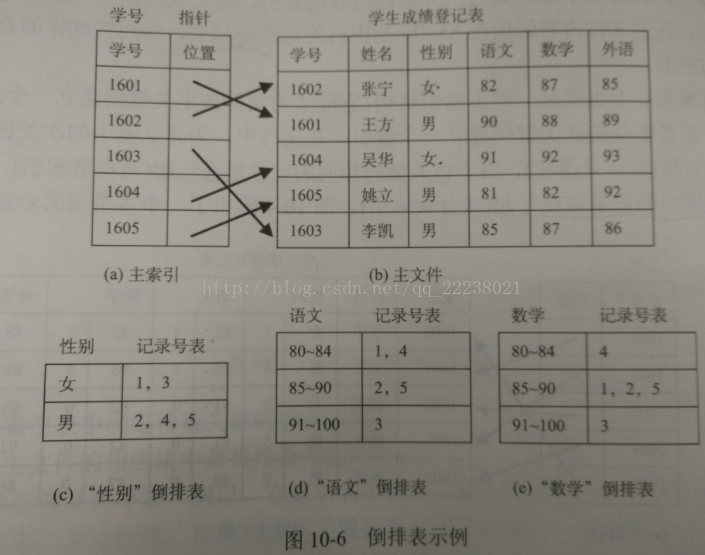 学号 指针 学生成绩登记表
学号 位置
1601
1602
1603
1604
1605
学号 姓名 性别 语文 数学 外语
1602 张宁 女 82 87 85
1601 王方 男 90 88 89
1604 吴华 女 91 92 93
1605 姚立 男 81 82 92
1603 李凯 男 85 87 86
(a) 主索引 (b) 主文件
http://blog.csdn.net/qq_22238021
性别 记录号表
女 1，3
男 2，4，5
语文 记录号表
80~84 1，4
85~90 2，5
91~100 3
数学 记录号表
80~84 4
85~90 1，2，5
91~100 3
(c) “性别”倒排表 (d) “语文”倒排表 (e) “数学”倒排表
图 10-6 倒排表示例